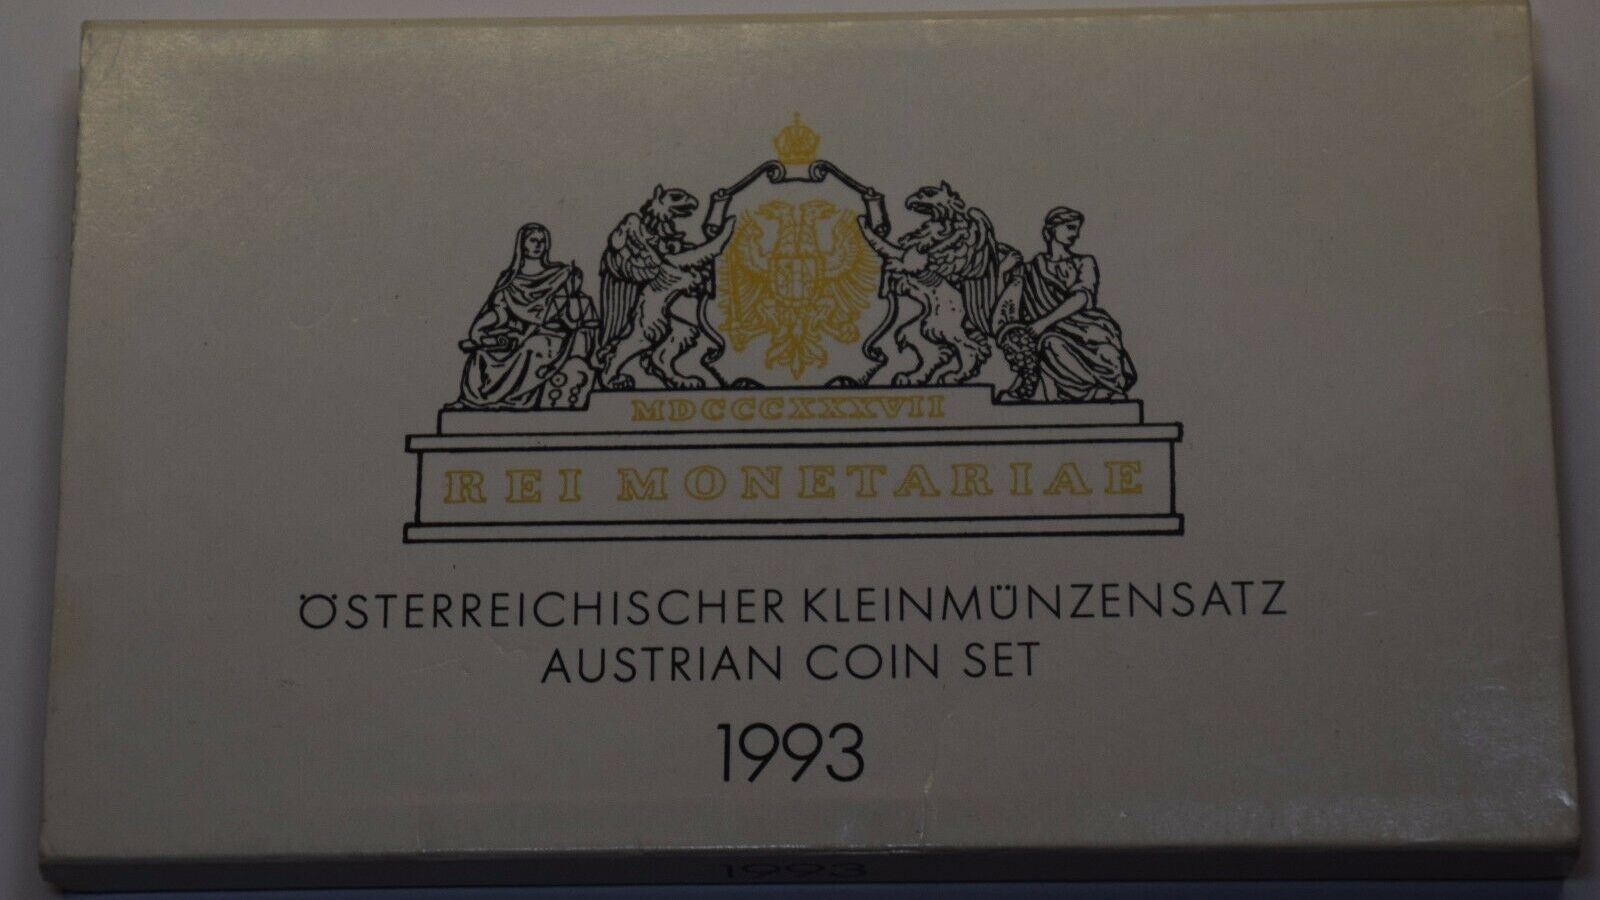 MDCCCXXXVII
REI MONETARIAE
ÖSTERREICHISCHER KLEINMÜNZENSATZ
AUSTRIAN COIN SET
1993
1993